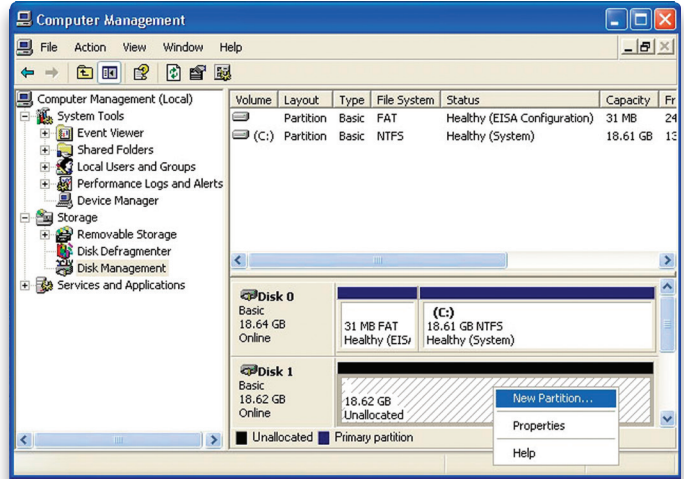 Computer Management
File Action View Window Help
Computer Management (Local)
System Tools
Event Viewer
Shared Folders
Local Users and Groups
Performance Logs and Alerts
Device Manager
Storage
Removable Storage
Disk Defragmenter
Disk Management
Services and Applications
Volume Layout Type File System Status Capacity Fr
Partition Basic FAT Healthy (EISA Configuration) 31 MB 24
(C:) Partition Basic NTFS Healthy (System) 18.61 GB 13
Disk 0
Basic
18.64 GB
Online
31 MB FAT
Healthy (EIS
(C:)
18.61 GB NTFS
Healthy (System)
Disk 1
Basic
18.62 GB
Online
18.62 GB
Unallocated
New Partition...
Properties
Help
Unallocated Primary partition